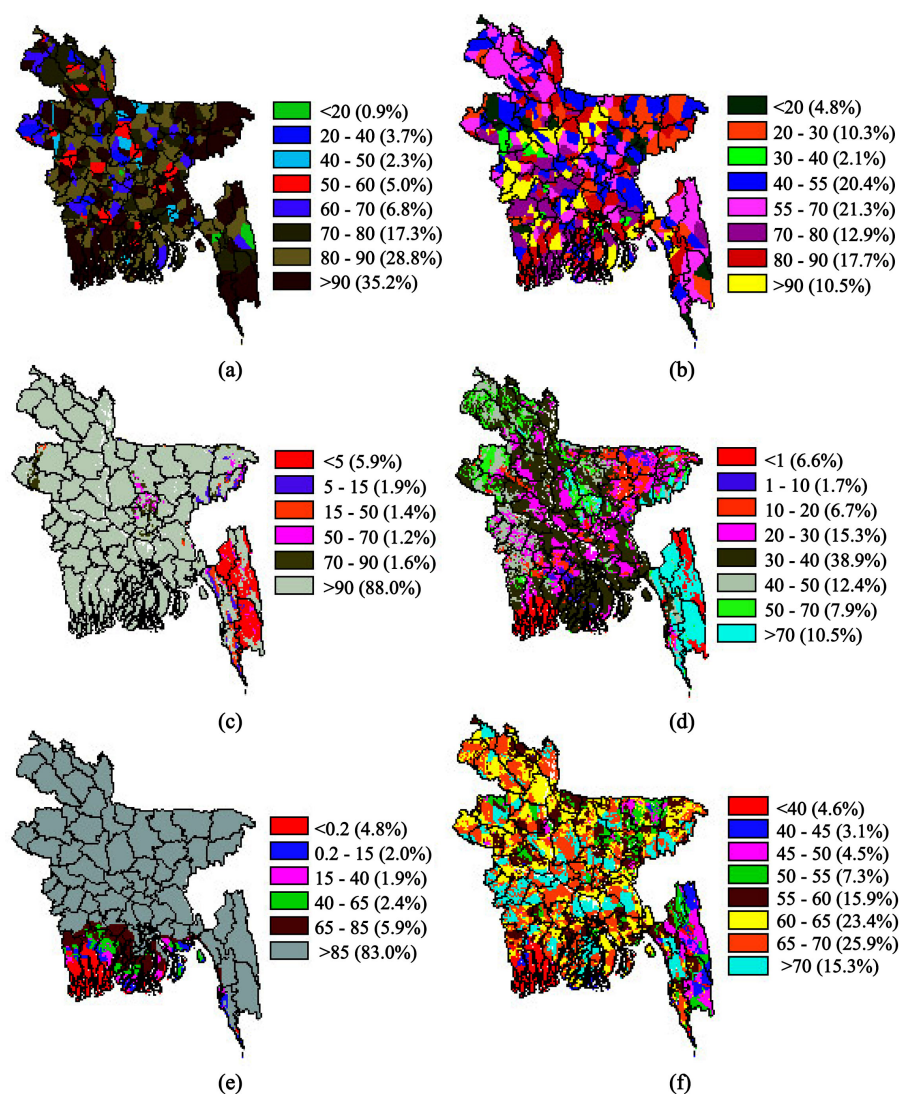 <20 (0.9%)
20 - 40 (3.7%)
40 - 50 (2.3%)
50 - 60 (5.0%)
60 - 70 (6.8%)
70 - 80 (17.3%)
80 - 90 (28.8%)
>90 (35.2%)
(a)
<20 (4.8%)
20 - 30 (10.3%)
30 - 40 (2.1%)
40 - 55 (20.4%)
55 - 70 (21.3%)
70 - 80 (12.9%)
80 - 90 (17.7%)
>90 (10.5%)
(b)
<5 (5.9%)
5 - 15 (1.9%)
15 - 50 (1.4%)
50 - 70 (1.2%)
70 - 90 (1.6%)
>90 (88.0%)
(c)
<1 (6.6%)
1 - 10 (1.7%)
10 - 20 (6.7%)
20 - 30 (15.3%)
30 - 40 (38.9%)
40 - 50 (12.4%)
50 - 70 (7.9%)
>70 (10.5%)
(d)
<0.2 (4.8%)
0.2 - 15 (2.0%)
15 - 40 (1.9%)
40 - 65 (2.4%)
65 - 85 (5.9%)
>85 (83.0%)
(e)
<40 (4.6%)
40 - 45 (3.1%)
45 - 50 (4.5%)
50 - 55 (7.3%)
55 - 60 (15.9%)
60 - 65 (23.4%)
65 - 70 (25.9%)
>70 (15.3%)
(f)